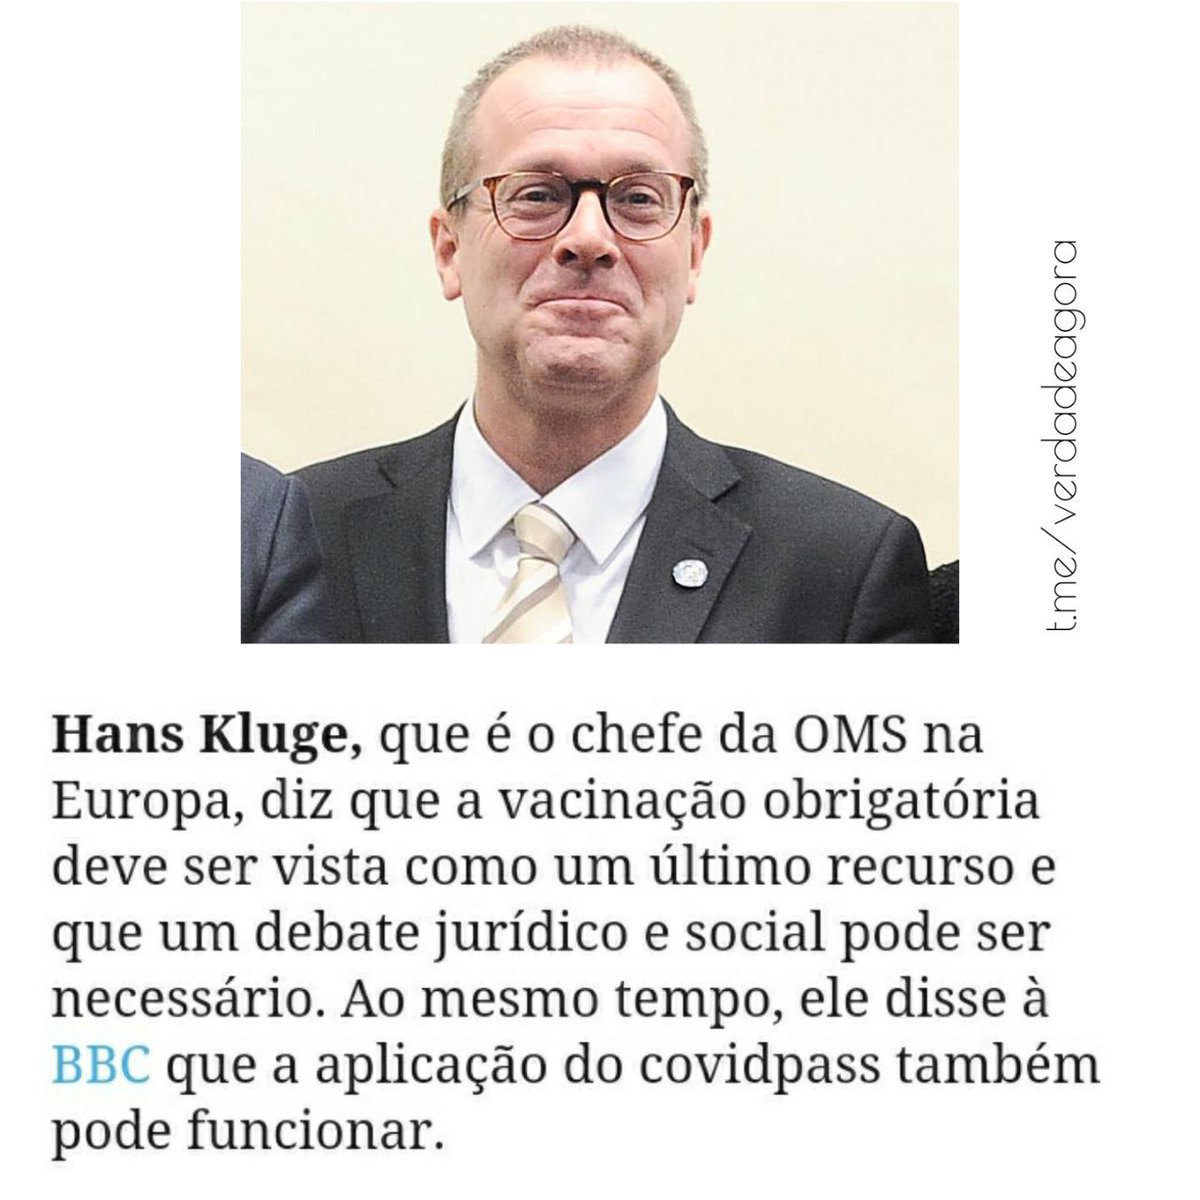 t.me/verdadeagora
Hans Kluge, que é o chefe da OMS na
Europa, diz que a vacinação obrigatória
deve ser vista como um último recurso e
que um debate jurídico e social pode ser
necessário. Ao mesmo tempo, ele disse à
BBC que a aplicação do covidpass também
pode funcionar.